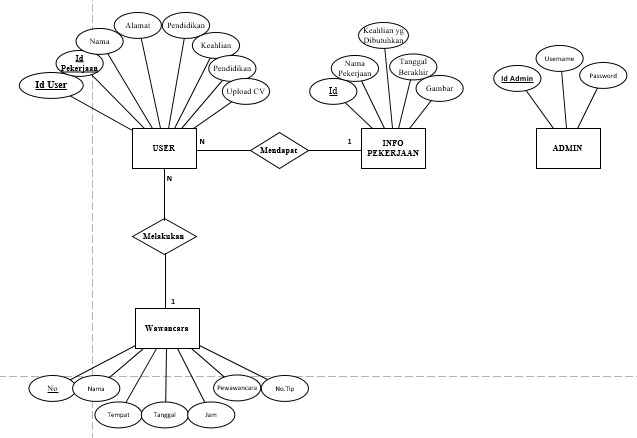 Keahlian yg
Dibutuhkan
Alamat
Pendidikan
Nama
Keahlian
Id
Pekerjaan
Pendidikan
Id User
Upload CV
Nama
Pekerjaan
Tanggal
Berakhir
Id
Gambar
Username
Id Admin
Password
USER
N
Mendapat
1
INFO
PEKERJAAN
ADMIN
N
Melakukan
1
Wawancara
No
Nama
Pewawancara
No.Tlp
Tempat
Tanggal
Jam